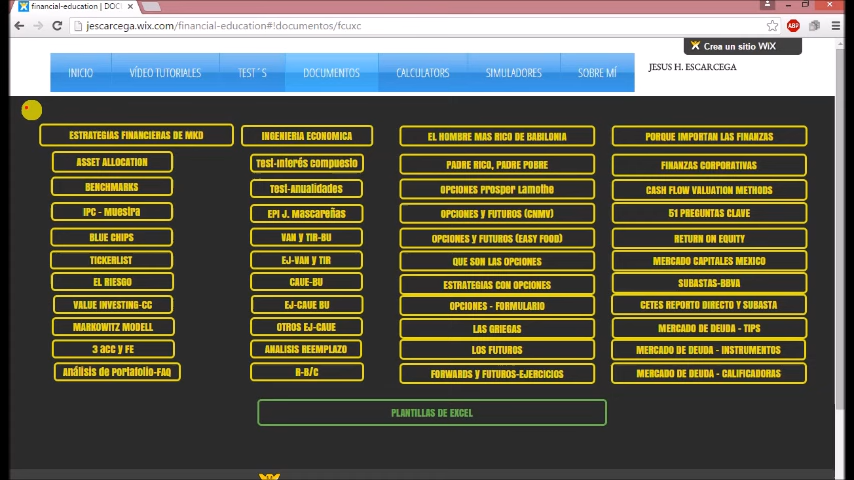 financial-education | DOC
jescarcega.wix.com/financial-education#!documentos/fcuxc
ABP
Crea un sitio WiX
INICIO
VÍDEO TUTORIALES
TEST´S
DOCUMENTOS
CALCULATORS
SIMULADORES
SOBRE MÍ
JESUS H. ESCARCEGA
ESTRATEGIAS FINANCIERAS DE MKD
ASSET ALLOCATION
BENCHMARKS
IPC - Muestra
BLUE CHIPS
TICKERLIST
EL RIESGO
VALUE INVESTING-CC
MARKOWITZ MODELL
3 acc y FE
Análisis de Portafolio-FAQ
INGENIERIA ECONOMICA
Test-Interés compuesto
Test-Anualidades
EPI J. Mascareñas
VAN y TIR-BU
EJ-VAN y TIR
CAUE-BU
EJ-CAUE BU
OTROS EJ-CAUE
ANALISIS REEMPLAZO
R-B/C
EL HOMBRE MAS RICO DE BABILONIA
PADRE RICO, PADRE POBRE
OPCIONES Prosper Lamothe
OPCIONES y FUTUROS (CNMV)
OPCIONES y FUTUROS (EASY FOOD)
QUE SON LAS OPCIONES
ESTRATEGIAS CON OPCIONES
OPCIONES - FORMULARIO
LAS GRIEGAS
LOS FUTUROS
FORWARDS y FUTUROS-EJERCICIOS
PORQUE IMPORTAN LAS FINANZAS
FINANZAS CORPORATIVAS
CASH FLOW VALUATION METHODS
51 PREGUNTAS CLAVE
RETURN ON EQUITY
MERCADO CAPITALES MEXICO
SUBASTAS-BBVA
CETES REPORTO DIRECTO Y SUBASTA
MERCADO DE DEUDA - TIPS
MERCADO DE DEUDA - INSTRUMENTOS
MERCADO DE DEUDA - CALIFICADORAS
PLANTILLAS DE EXCEL